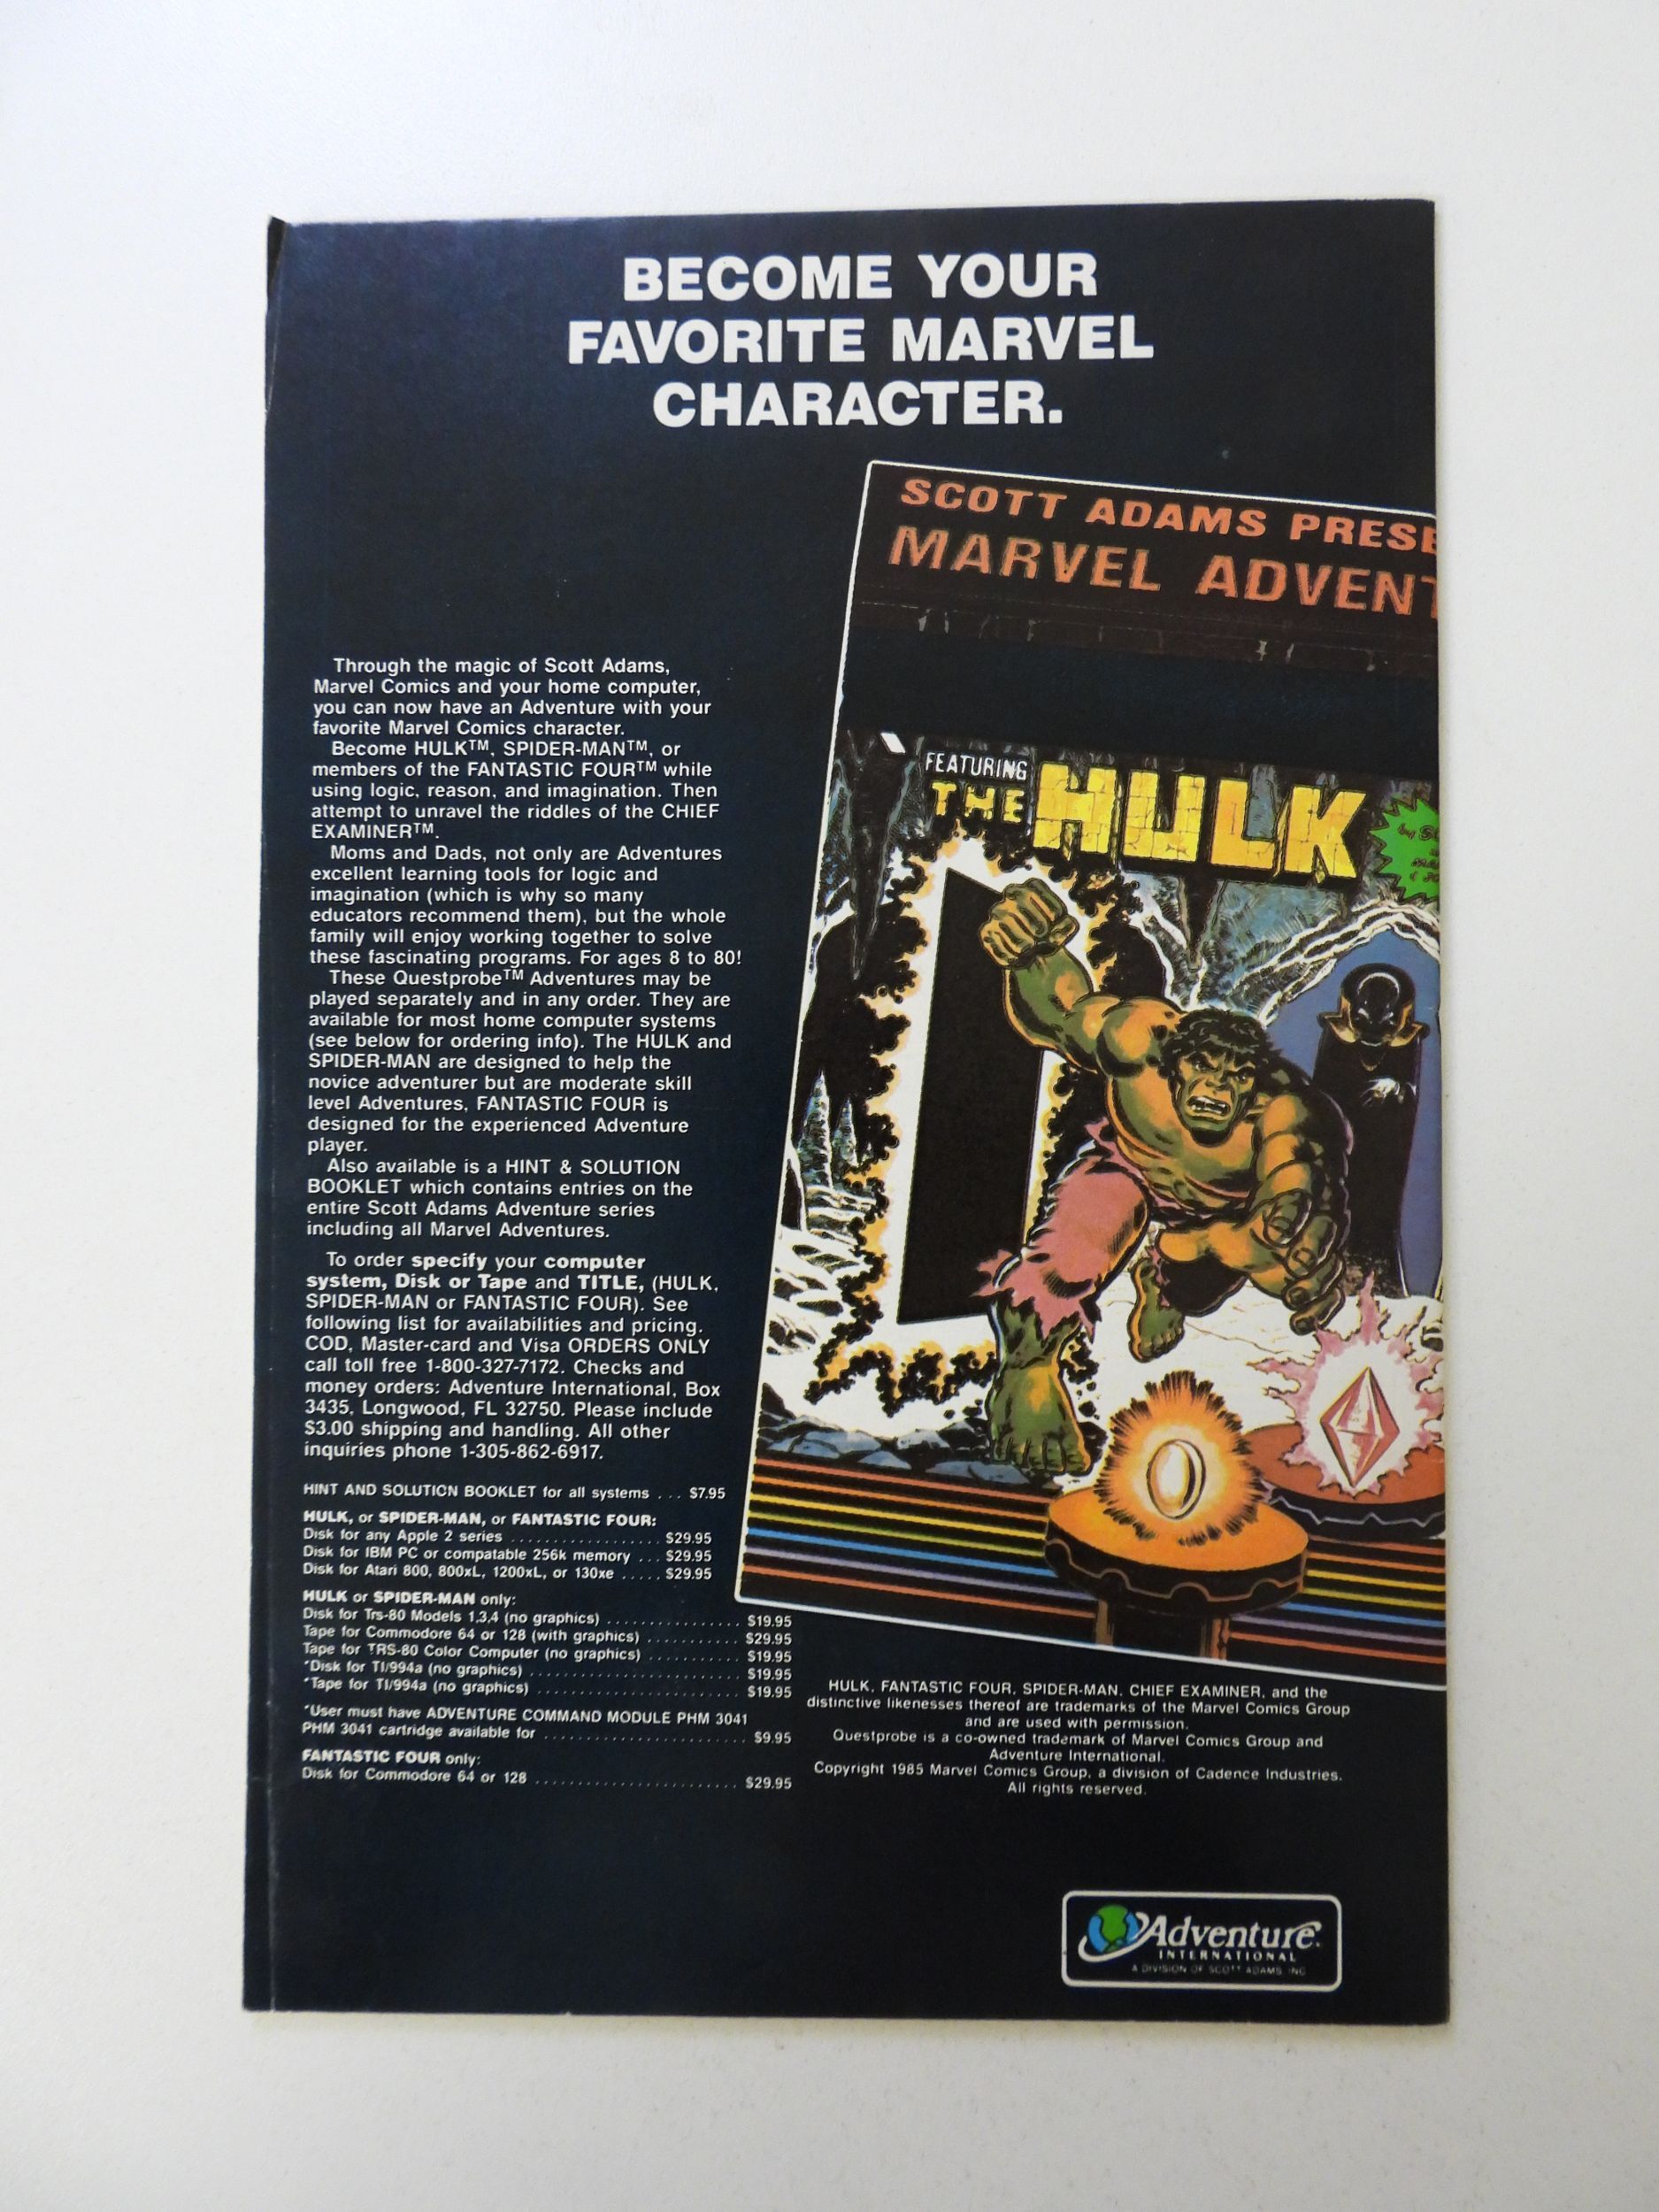 BECOME YOUR
FAVORITE MARVEL
CHARACTER.
SCOTT ADAMS PRESE
MARVEL ADVENT
FEATURING
THE HULK
Through the magic of Scott Adams,
Marvel Comics and your home computer,
you can now have an Adventure with your
favorite Marvel Comics character.
Become HULK™, SPIDER-MAN™, or
members of the FANTASTIC FOUR™ while
using logic, reason, and imagination. Then
attempt to unravel the riddles of the CHIEF
EXAMINER™.
Moms and Dads, not only are Adventures
excellent learning tools for logic and
imagination (which is why so many
educators recommend them), but the whole
family will enjoy working together to solve
these fascinating programs. For ages 8 to 80!
These Questprobe™ Adventures may be
played separately and in any order. They are
available for most home computer systems
(see below for ordering info). The HULK and
SPIDER-MAN are designed to help the
novice adventurer but are moderate skill
level Adventures, FANTASTIC FOUR is
designed for the experienced Adventure
player.
Also available is a HINT & SOLUTION
BOOKLET which contains entries on the
entire Scott Adams Adventure series
including all Marvel Adventures.
To order specify your computer
system, Disk or Tape and TITLE, (HULK,
SPIDER-MAN or FANTASTIC FOUR). See
following list for availabilities and pricing.
COD, Master-card and Visa ORDERS ONLY
call toll free 1-800-327-7172. Checks and
money orders: Adventure International, Box
3435, Longwood, FL 32750. Please include
$3.00 shipping and handling. All other
inquiries phone 1-305-862-6917.
HINT AND SOLUTION BOOKLET for all systems ... $7.95
HULK, or SPIDER-MAN, or FANTASTIC FOUR:
Disk for any Apple 2 series .................. $29.95
Disk for IBM PC or compatable 256k memory ... $29.95
Disk for Atari 800, 800xL, 1200xL, or 130xe ..... $29.95
HULK or SPIDER-MAN only:
Disk for Trs-80 Models 1,3,4 (no graphics) ................ $19.95
Tape for Commodore 64 or 128 (with graphics) ........... $29.95
Tape for TRS-80 Color Computer (no graphics) ........... $19.95
*Disk for TI/994a (no graphics) ......................... $19.95
*Tape for TI/994a (no graphics) ........................ $19.95
*User must have ADVENTURE COMMAND MODULE PHM 3041
PHM 3041 cartridge available for ........................ $9.95
FANTASTIC FOUR only:
Disk for Commodore 64 or 128 ........................ $29.95
HULK, FANTASTIC FOUR, SPIDER-MAN, CHIEF EXAMINER, and the
distinctive likenesses thereof are trademarks of the Marvel Comics Group
and are used with permission.
Questprobe is a co-owned trademark of Marvel Comics Group and
Adventure International.
Copyright 1985 Marvel Comics Group, a division of Cadence Industries.
All rights reserved.
Adventure
INTERNATIONAL
A DIVISION OF SCOTT ADAMS, INC